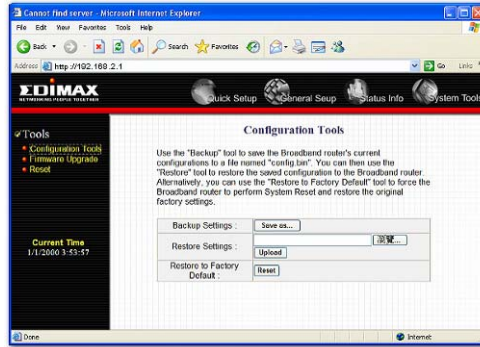 Cannot find server - Microsoft Internet Explorer
File Edit View Favorites Tools Help
Back Search Favorites
Address http://192.168.2.1 Go Links
EDIMAX
NETWORKING PEOPLE TOGETHER
Quick Setup General Seup Status Info System Tools
Tools
Configuration Tools
Firmware Upgrade
Reset
Current Time
1/1/2000 3:53:57
Configuration Tools
Use the "Backup" tool to save the Broadband router's current
configurations to a file named "config.bin". You can then use the
"Restore" tool to restore the saved configuration to the Broadband router.
Alternatively, you can use the "Restore to Factory Default" tool to force the
Broadband router to perform System Reset and restore the original
factory settings.
Backup Settings : Save as...
Restore Settings : 瀏覽...
Upload
Restore to Factory
Default : Reset
Done Internet